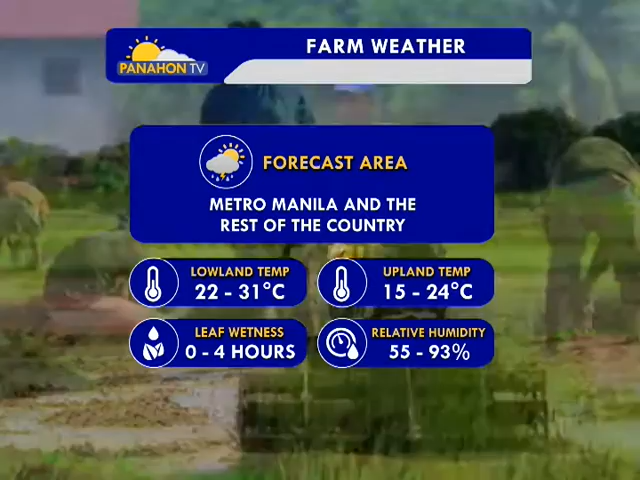 PANAHON TV
FARM WEATHER
FORECAST AREA
METRO MANILA AND THE
REST OF THE COUNTRY
LOWLAND TEMP
22 - 31°C
UPLAND TEMP
15 - 24°C
LEAF WETNESS
0 - 4 HOURS
RELATIVE HUMIDITY
55 - 93%